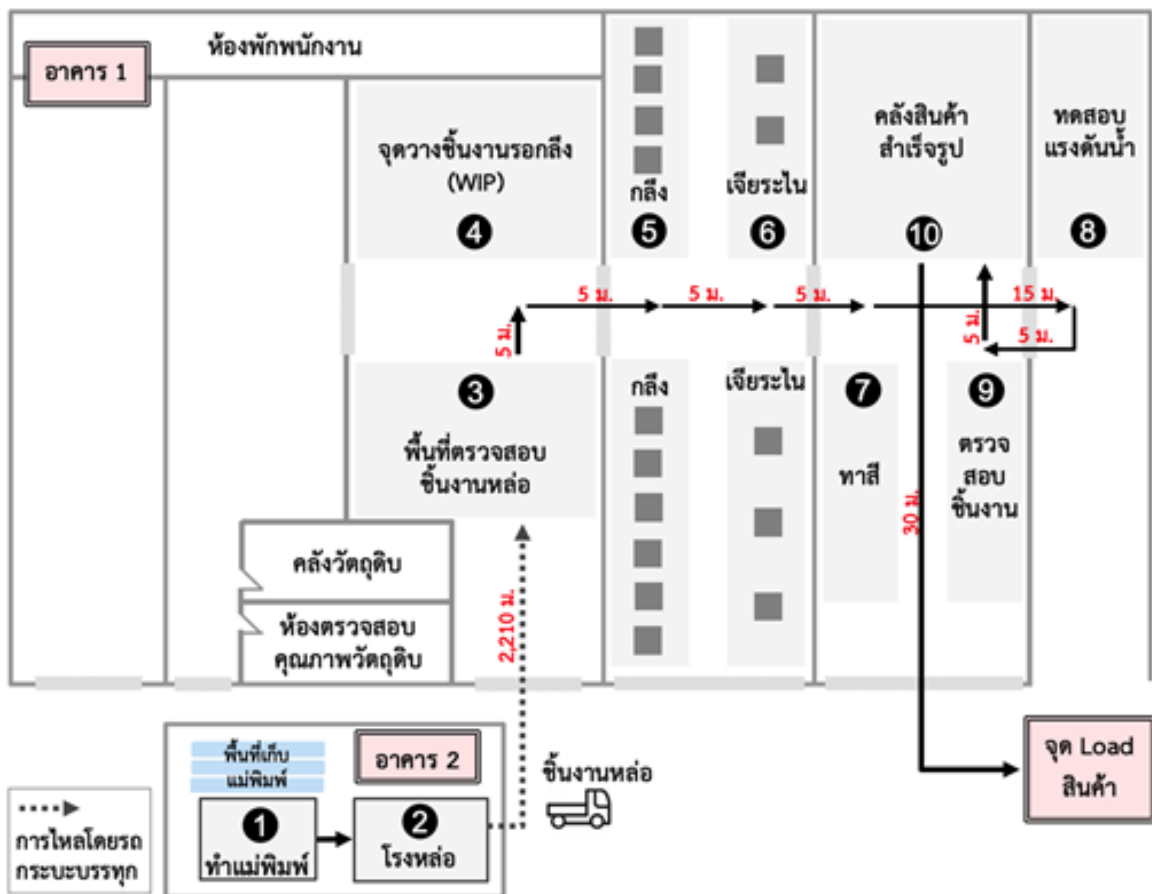 ห้องพักพนักงาน
อาคาร 1
จุดวางชิ้นงานรอกลึง
(WIP)
4
กลึง
5
เจียระไน
6
คลังสินค้า
สำเร็จรูป
10
ทดสอบ
แรงดันน้ำ
8
5 ม.
5 ม.
5 ม.
15 ม.
5 ม.
5 ม.
5 ม.
3
พื้นที่ตรวจสอบ
ชิ้นงานหล่อ
กลึง
เจียระไน
7
ทาสี
9
ตรวจ
สอบ
ชิ้นงาน
30 ม.
คลังวัตถุดิบ
ห้องตรวจสอบ
คุณภาพวัตถุดิบ
2,210 ม.
พื้นที่เก็บ
แม่พิมพ์
อาคาร 2
1
ทำแม่พิมพ์
2
โรงหล่อ
ชิ้นงานหล่อ
จุด Load
สินค้า
การไหลโดยรถ
กระบะบรรทุก